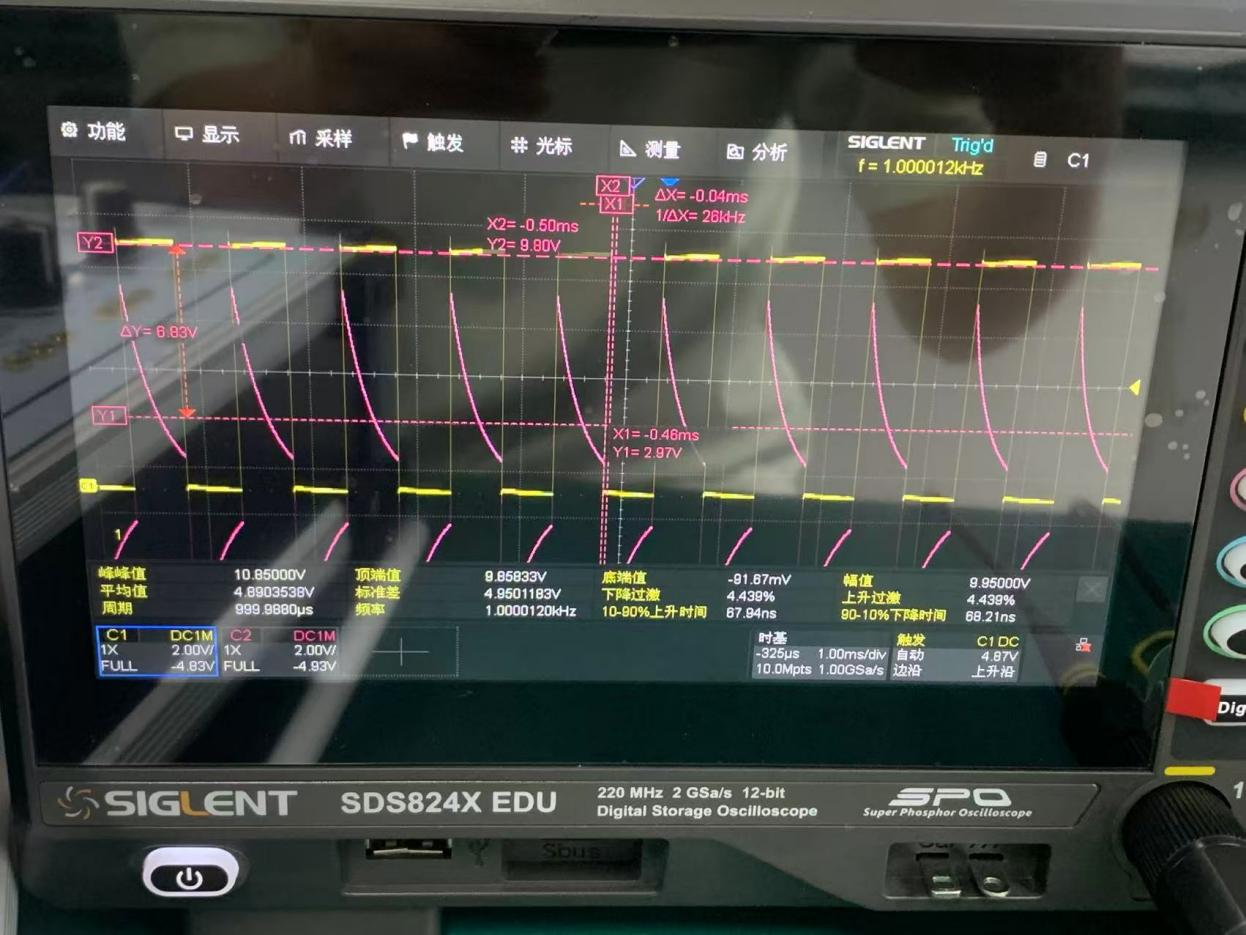 功能 显示 采样 触发 光标 测量 分析 SIGLENT Trig'd C1
f = 1.000012kHz
X2 ΔX= -0.04ms
X1 1/ΔX= 26kHz
X2= -0.50ms
Y2 Y2= 9.80V
ΔY= 6.83V
Y1
X1= -0.46ms
Y1= 2.97V
C1
1
峰峰值 10.85000V 顶端值 9.85833V 底端值 -91.67mV 幅值 9.95000V
平均值 4.8903538V 标准差 4.9501183V 下降过激 4.439% 上升过激 4.439%
周期 999.9880µs 频率 1.0000120kHz 10-90%上升时间 67.94ns 90-10%下降时间 68.21ns
C1 DC1M C2 DC1M 时基 触发 C1 DC
1X 2.00V/ 1X 2.00V/ -325µs 1.00ms/div 自动 4.87V
FULL -4.83V FULL -4.93V 10.0Mpts 1.00GSa/s 边沿 上升沿
Dig
SIGLENT SDS824X EDU 220 MHz 2 GSa/s 12-bit SPO
Digital Storage Oscilloscope Super Phosphor Oscilloscope
1